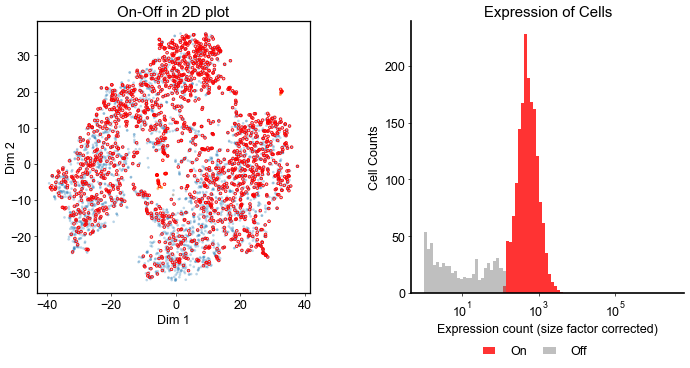 On-Off in 2D plot
30
20
10
0
−10
−20
−30
Dim 2
−40
−20
0
20
40
Dim 1
Expression of Cells
200
150
100
50
0
Cell Counts
10^1
10^3
10^5
Expression count (size factor corrected)
On
Off